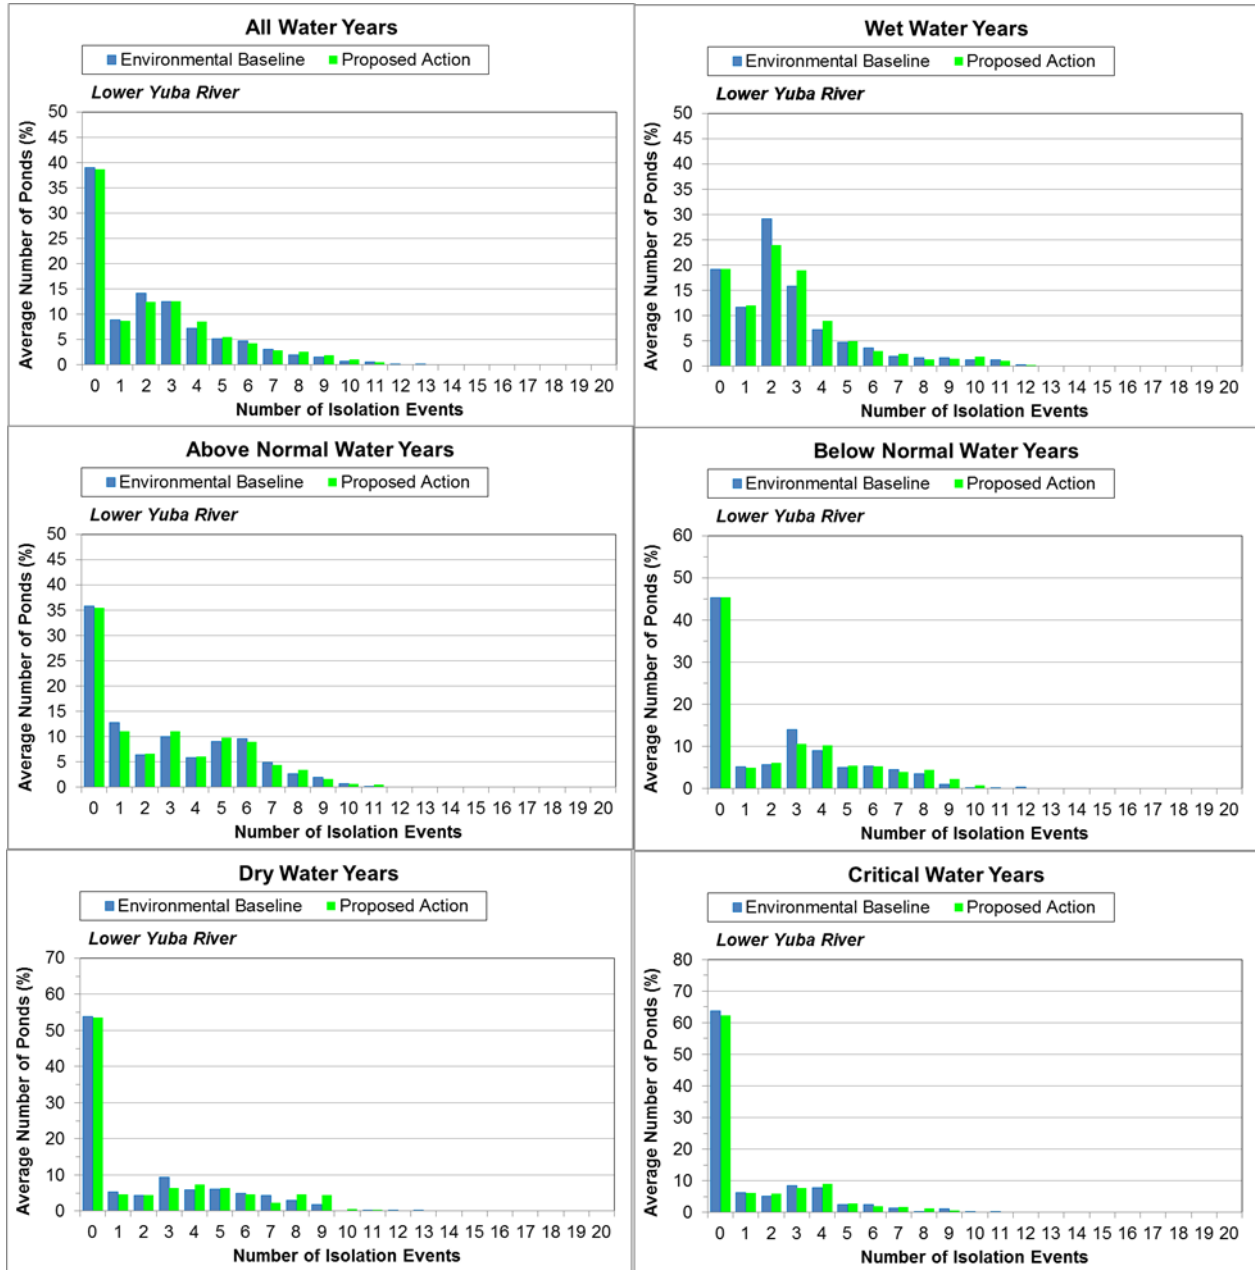 All Water Years
Environmental Baseline Proposed Action
Lower Yuba River
Average Number of Ponds (%)
50
45
40
35
30
25
20
15
10
5
0
0 1 2 3 4 5 6 7 8 9 10 11 12 13 14 15 16 17 18 19 20
Number of Isolation Events
Wet Water Years
Environmental Baseline Proposed Action
Lower Yuba River
Average Number of Ponds (%)
50
45
40
35
30
25
20
15
10
5
0
0 1 2 3 4 5 6 7 8 9 10 11 12 13 14 15 16 17 18 19 20
Number of Isolation Events
Above Normal Water Years
Environmental Baseline Proposed Action
Lower Yuba River
Average Number of Ponds (%)
50
45
40
35
30
25
20
15
10
5
0
0 1 2 3 4 5 6 7 8 9 10 11 12 13 14 15 16 17 18 19 20
Number of Isolation Events
Below Normal Water Years
Environmental Baseline Proposed Action
Lower Yuba River
Average Number of Ponds (%)
60
50
40
30
20
10
0
0 1 2 3 4 5 6 7 8 9 10 11 12 13 14 15 16 17 18 19 20
Number of Isolation Events
Dry Water Years
Environmental Baseline Proposed Action
Lower Yuba River
Average Number of Ponds (%)
70
60
50
40
30
20
10
0
0 1 2 3 4 5 6 7 8 9 10 11 12 13 14 15 16 17 18 19 20
Number of Isolation Events
Critical Water Years
Environmental Baseline Proposed Action
Lower Yuba River
Average Number of Ponds (%)
80
70
60
50
40
30
20
10
0
0 1 2 3 4 5 6 7 8 9 10 11 12 13 14 15 16 17 18 19 20
Number of Isolation Events